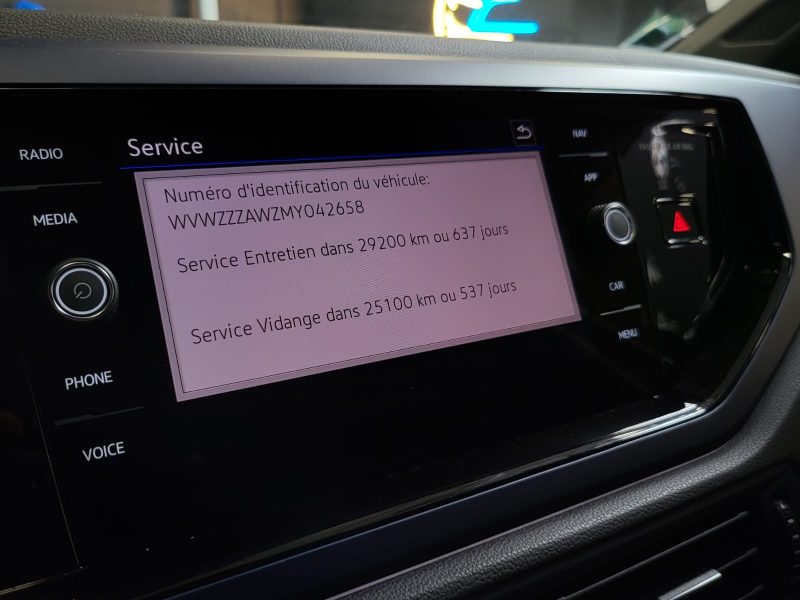 RADIO
MEDIA
PHONE
VOICE
Service
Numéro d'identification du véhicule:
WVWZZZAWZMY042658
Service Entretien dans 29200 km ou 637 jours
Service Vidange dans 25100 km ou 537 jours
NAV
APP
CAR
MENU